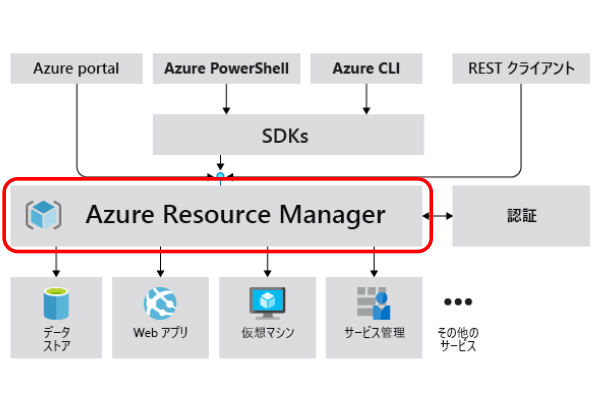 Azure portal
Azure PowerShell
Azure CLI
REST クライアント
SDKs
Azure Resource Manager
認証
データ
ストア
Web アプリ
仮想マシン
サービス管理
その他の
サービス